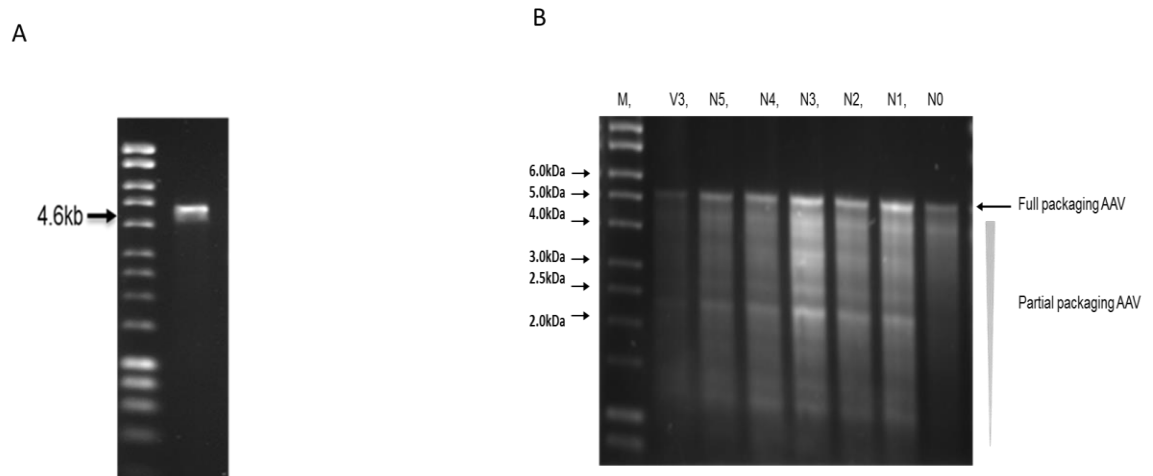 A
4.6kb
B
M, V3, N5, N4, N3, N2, N1, N0
6.0kDa
5.0kDa
4.0kDa
3.0kDa
2.5kDa
2.0kDa
Full packaging AAV
Partial packaging AAV